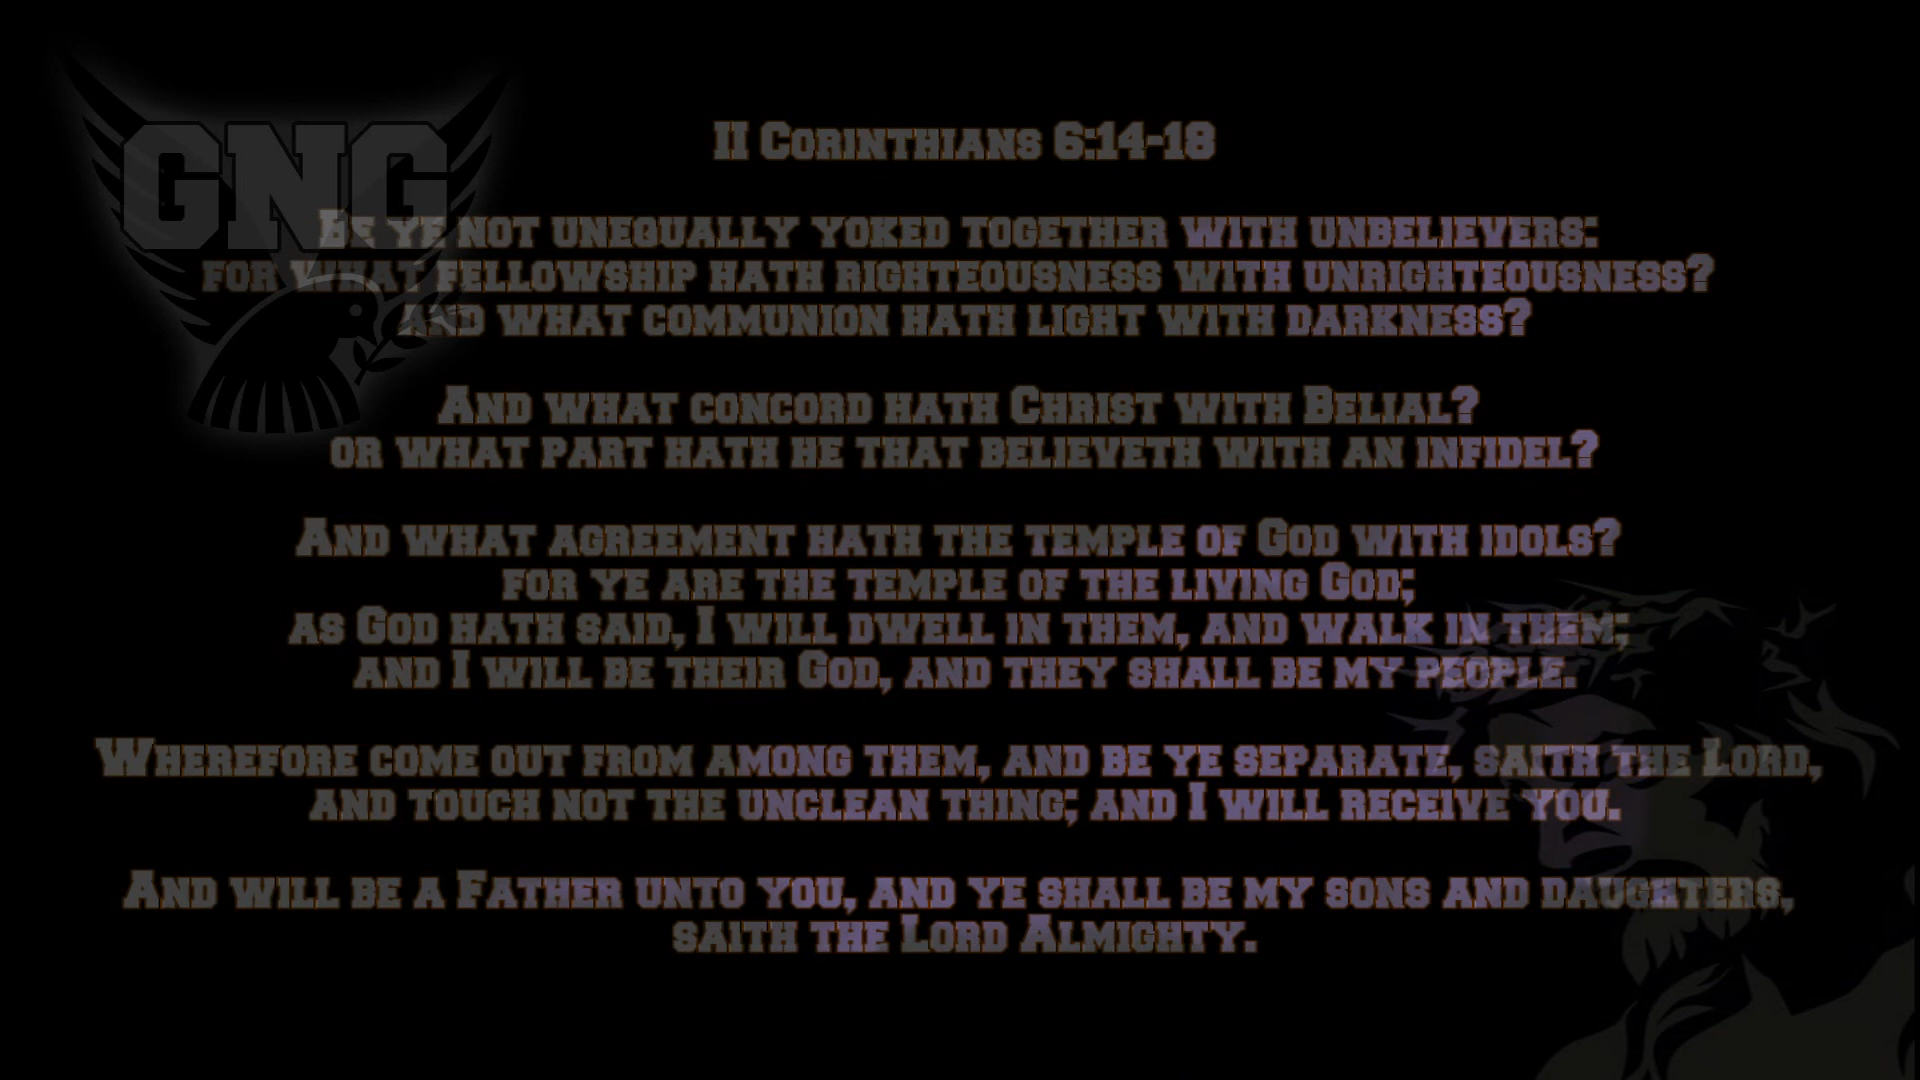 GNG
II Corinthians 6:14-18
Be ye not unequally yoked together with unbelievers:
for what fellowship hath righteousness with unrighteousness?
and what communion hath light with darkness?
And what concord hath Christ with Belial?
or what part hath he that believeth with an infidel?
And what agreement hath the temple of God with idols?
for ye are the temple of the living God;
as God hath said, I will dwell in them, and walk in them;
and I will be their God, and they shall be my people.
Wherefore come out from among them, and be ye separate, saith the Lord,
and touch not the unclean thing; and I will receive you.
And will be a Father unto you, and ye shall be my sons and daughters,
saith the Lord Almighty.